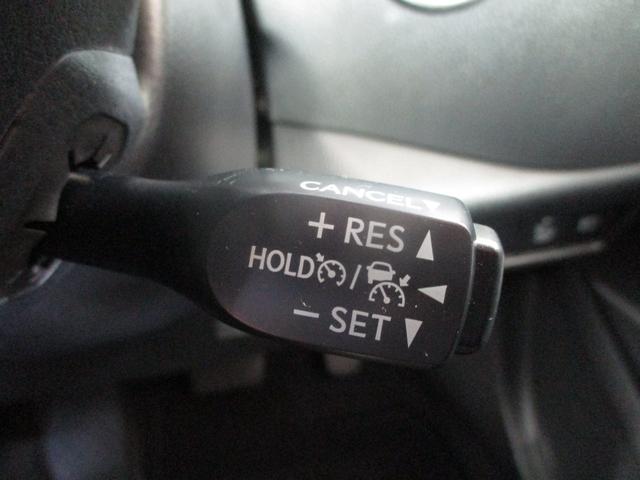 CANCEL
+ RES
HOLD /
− SET